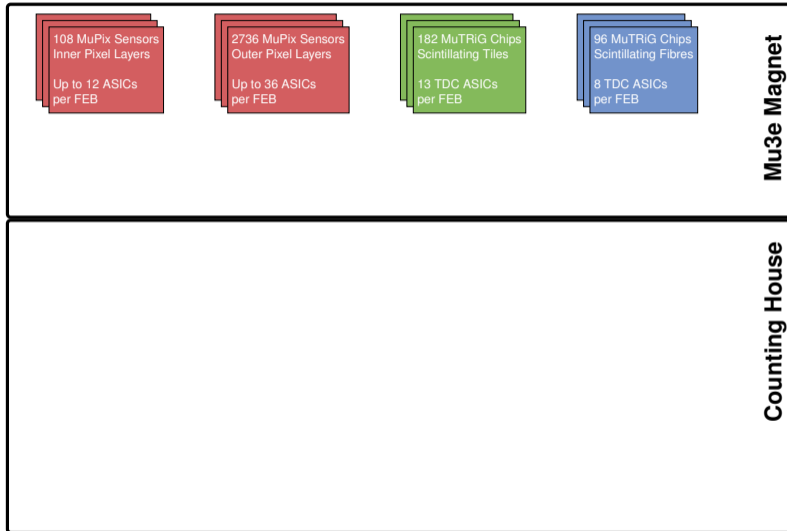 108 MuPix Sensors
Inner Pixel Layers
Up to 12 ASICs
per FEB
2736 MuPix Sensors
Outer Pixel Layers
Up to 36 ASICs
per FEB
182 MuTRiG Chips
Scintillating Tiles
13 TDC ASICs
per FEB
96 MuTRiG Chips
Scintillating Fibres
8 TDC ASICs
per FEB
Mu3e Magnet
Counting House